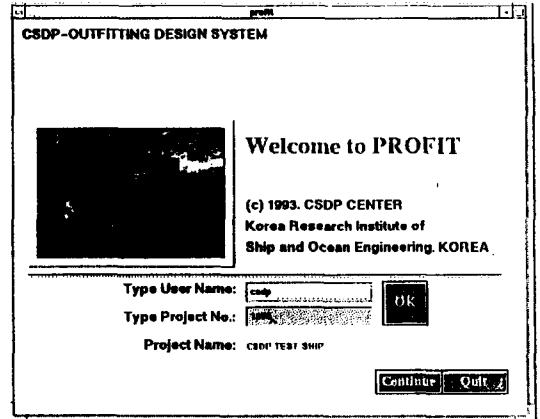 profit
CSDP-OUTFITTING DESIGN SYSTEM
Welcome to PROFIT
(c) 1993. CSDP CENTER
Korea Research Institute of
Ship and Ocean Engineering. KOREA
Type User Name: csdp
OK
Type Project No.:
Project Name: CSDP TEST SHIP
Continue Quit